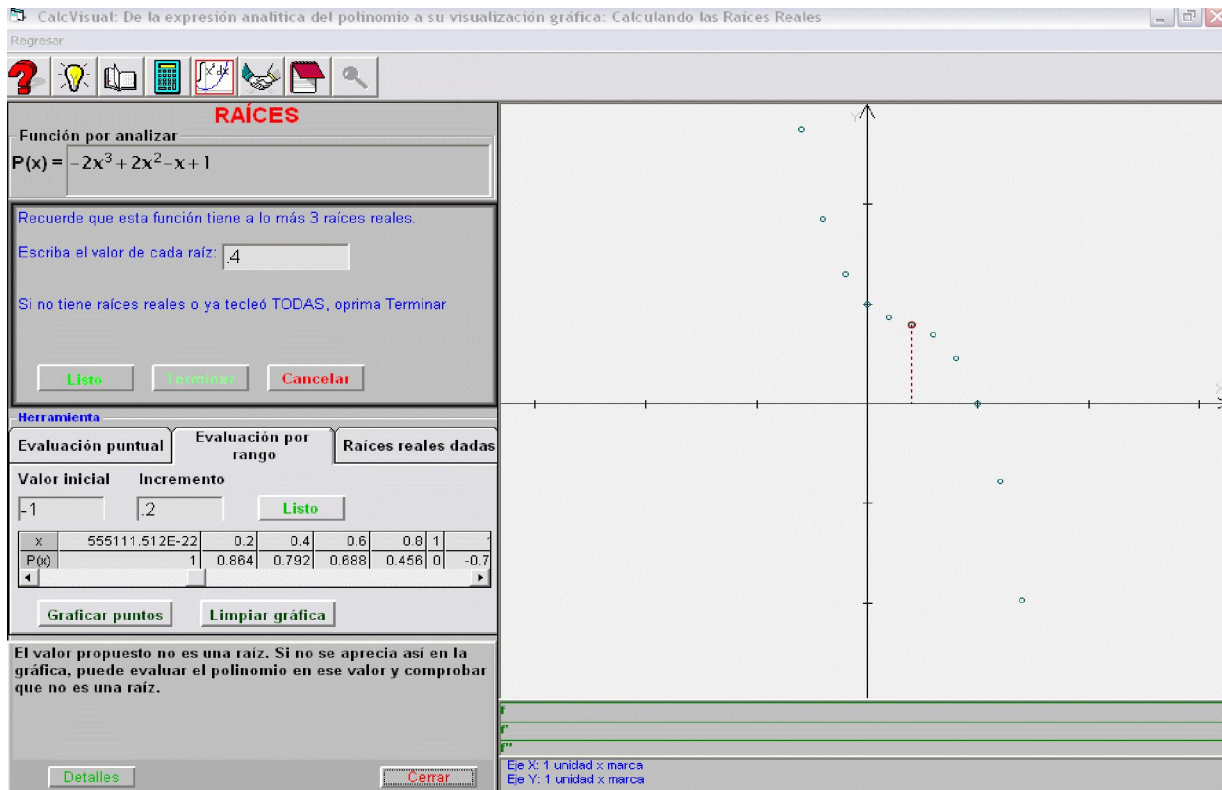 CalcVisual: De la expresión analitica del polinomio a su visualización gráfica: Calculando las Raíces Reales
Regresar
RAÍCES
Función por analizar
P(x) = -2x³+2x²-x+1
Recuerde que esta función tiene a lo más 3 raíces reales.
Escriba el valor de cada raíz: .4
Si no tiene raíces reales o ya tecleó TODAS, oprima Terminar
Listo Terminar Cancelar
Herramienta
Evaluación puntual Evaluación por rango Raíces reales dadas
Valor inicial Incremento
-1 .2 Listo
x 555111.512E-22 0.2 0.4 0.6 0.8 1
P(x) 1 0.864 0.792 0.688 0.456 0 -0.7
Graficar puntos Limpiar gráfica
El valor propuesto no es una raíz. Si no se aprecia así en la
gráfica, puede evaluar el polinomio en ese valor y comprobar
que no es una raíz.
Detalles Cerrar
Y
X
f
f'
f''
Eje X: 1 unidad x marca
Eje Y: 1 unidad x marca